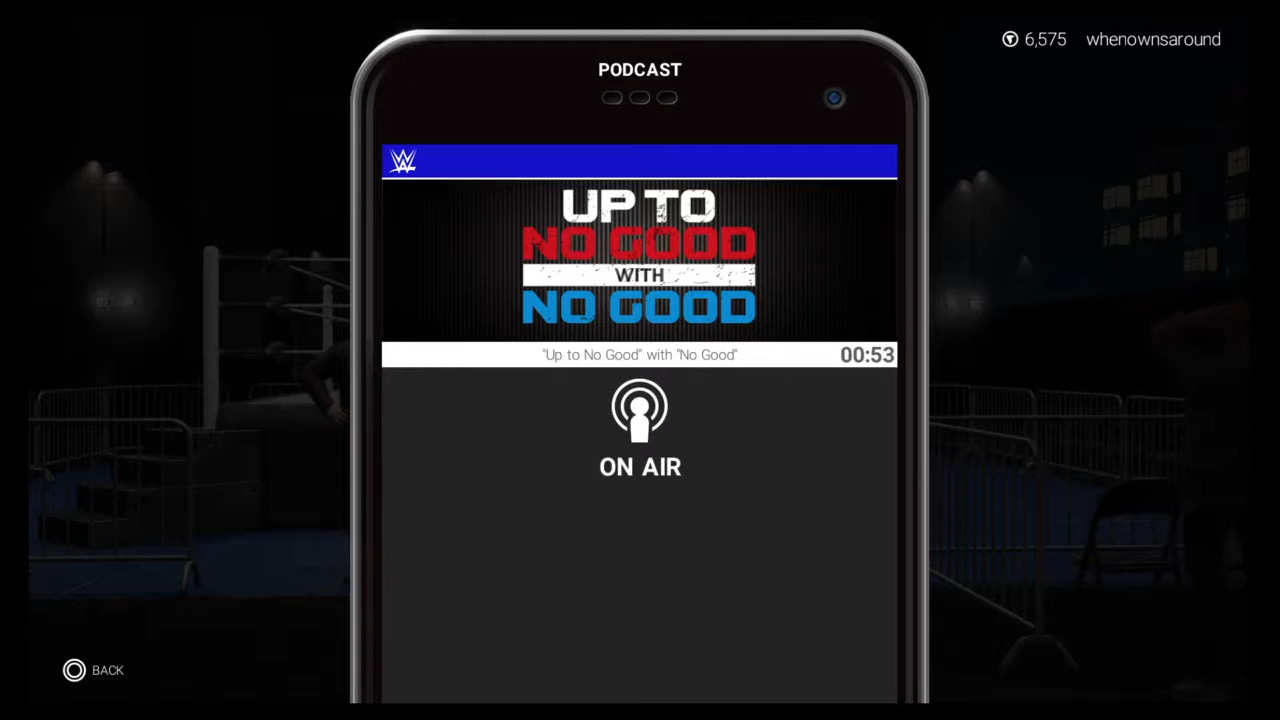 6,575 whenownsaround
PODCAST
W
UP TO
NO GOOD
WITH
NO GOOD
"Up to No Good" with "No Good" 00:53
ON AIR
BACK